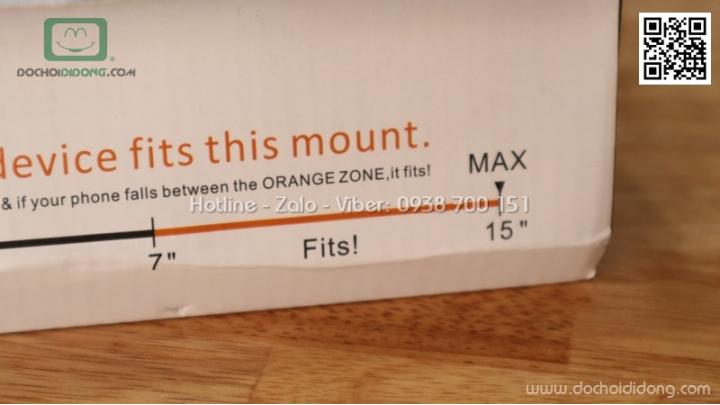 DOCHOIDIDONG.COM
device fits this mount.
& if your phone falls between the ORANGE ZONE,it fits!
MAX
Hotline - Zalo - Viber: 0938 700 151
7"
Fits!
15"
www.dochoididong.com